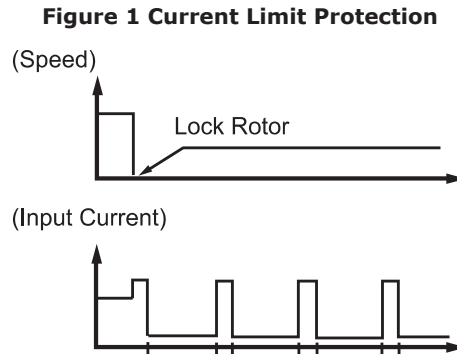 Figure 1 Current Limit Protection
(Speed)
Lock Rotor
(Input Current)